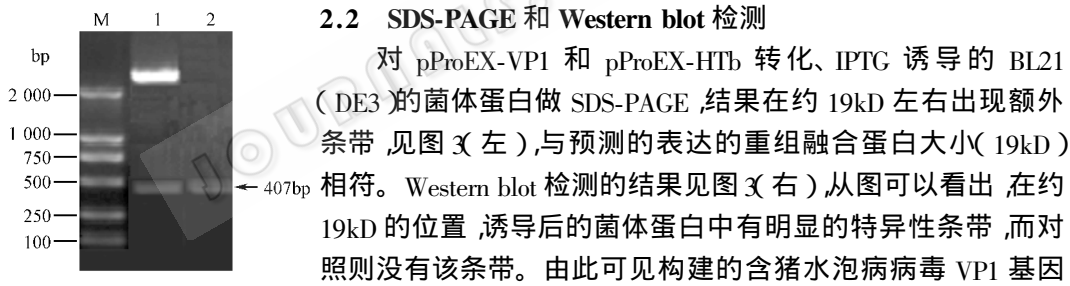 M 1 2
bp
2 000
1 000
750
500
250
100
407bp
2.2 SDS-PAGE 和 Western blot 检测
对 pProEX-VP1 和 pProEX-HTb 转化、IPTG 诱导的 BL21
(DE3)的菌体蛋白做 SDS-PAGE,结果在约 19kD 左右出现额外
条带,见图 3(左),与预测的表达的重组融合蛋白大小(19kD)
相符。Western blot 检测的结果见图 3(右),从图可以看出,在约
19kD 的位置,诱导后的菌体蛋白中有明显的特异性条带,而对
照则没有该条带。由此可见构建的含猪水泡病病毒 VP1 基因